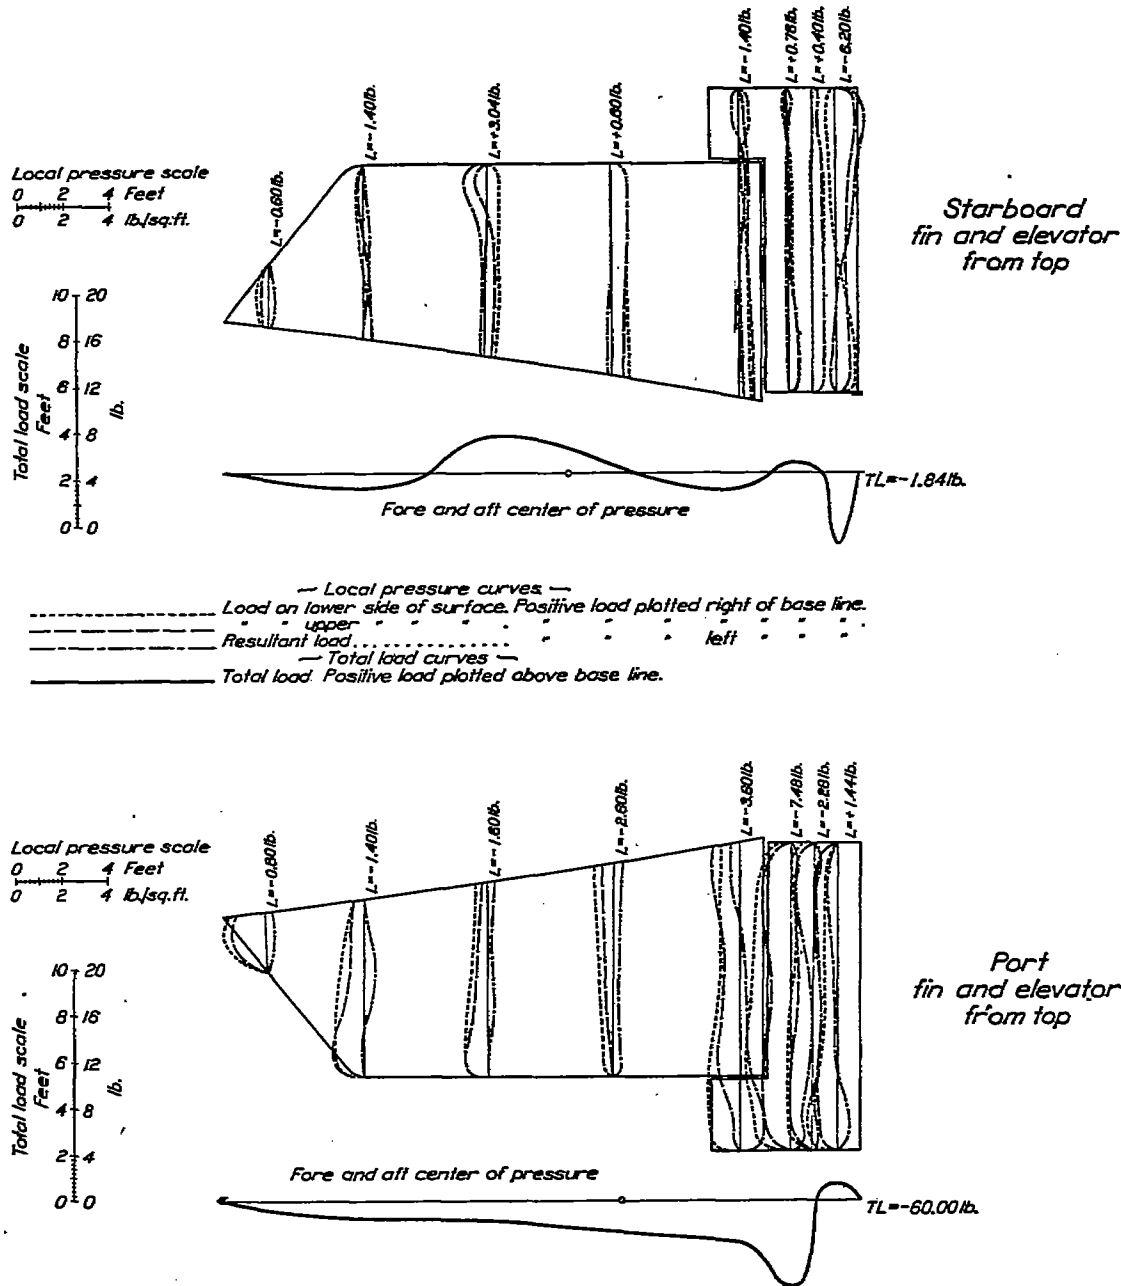 L=-0.60lb.
L=-1.40lb.
L=+3.04lb.
L=+0.60lb.
L=-1.40lb.
L=+0.76lb.
L=+0.40lb.
L=-6.20lb.
Local pressure scale
0 2 4 Feet
0 2 4 lb./sq.ft.
Starboard
fin and elevator
from top
Total load scale
Feet
lb.
10 20
8 16
6 12
4 8
2 4
0 0
TL=-1.84lb.
Fore and aft center of pressure
Local pressure curves
Load on lower side of surface. Positive load plotted right of base line.
" " upper " " " . " " " " " " .
Resultant load.................... " " " left " " " .
Total load curves
Total load. Positive load plotted above base line.
L=-0.80lb.
L=-1.40lb.
L=-1.60lb.
L=-2.60lb.
L=-3.60lb.
L=-7.48lb.
L=-2.28lb.
L=+1.44lb.
Local pressure scale
0 2 4 Feet
0 2 4 lb./sq.ft.
Port
fin and elevator
from top
Total load scale
Feet
lb.
10 20
8 16
6 12
4 8
2 4
0 0
Fore and aft center of pressure
TL=-60.00lb.